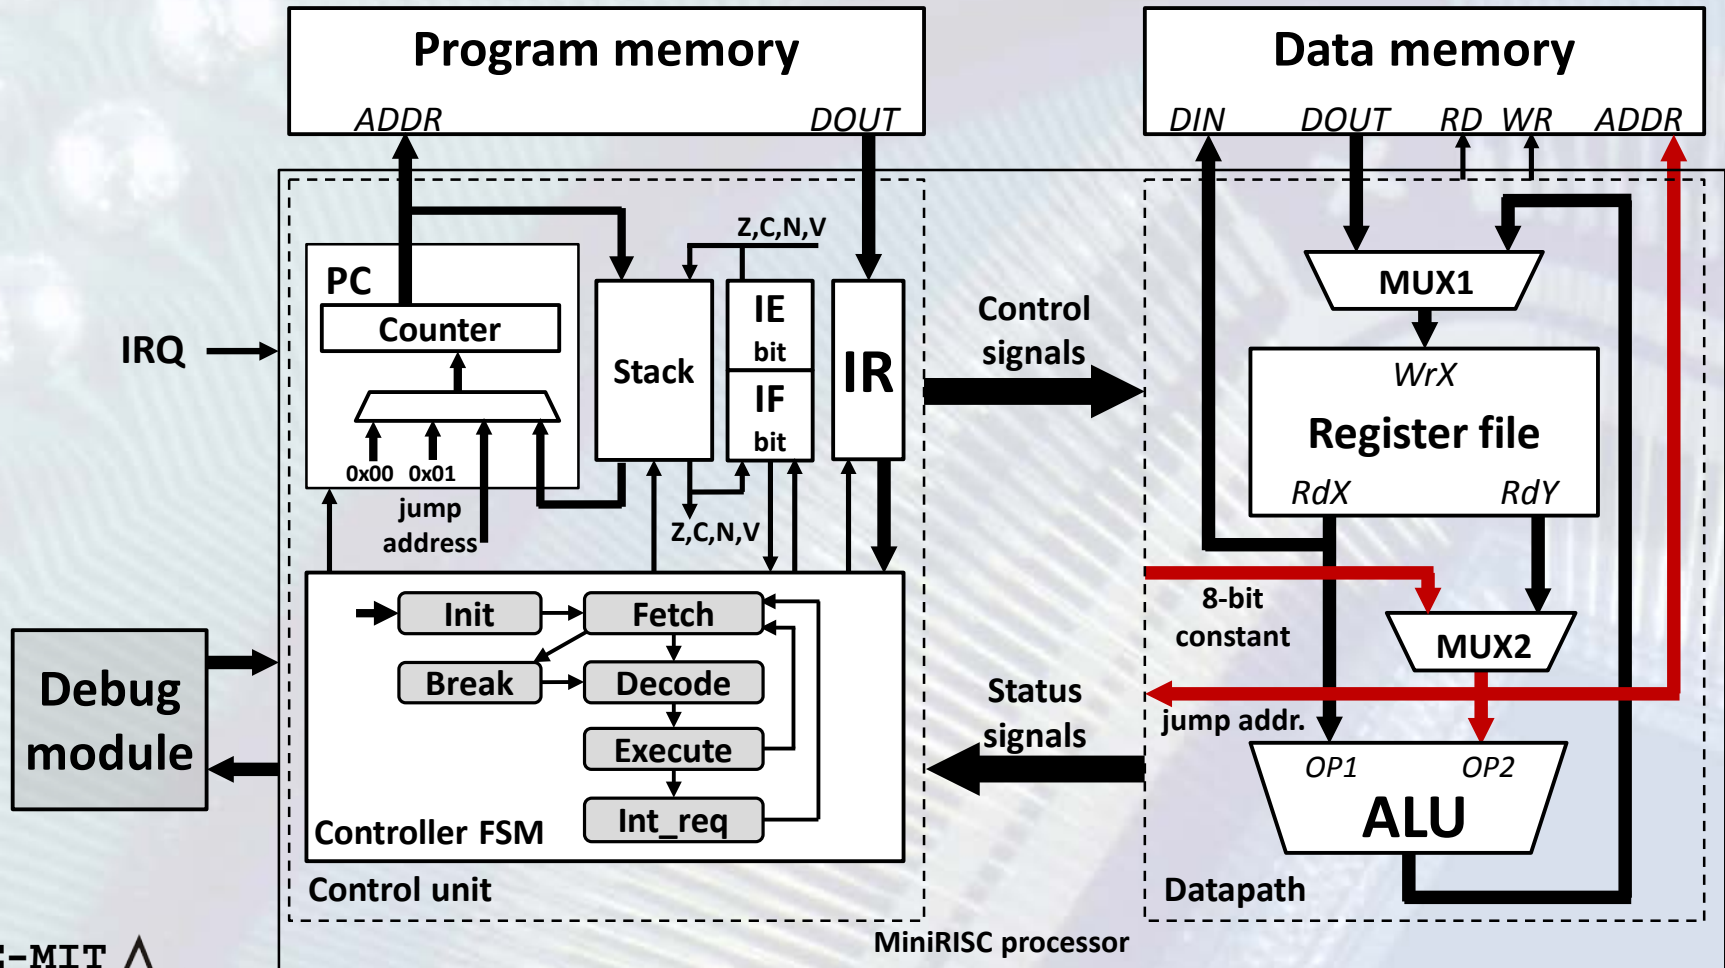 Program memory
ADDR
DOUT
Data memory
DIN
DOUT
RD
WR
ADDR
Z,C,N,V
PC
Counter
0x00
0x01
jump
address
Stack
IE
bit
IF
bit
IR
Z,C,N,V
IRQ
Control
signals
Status
signals
MUX1
WrX
Register file
RdX
RdY
8-bit
constant
MUX2
jump addr.
OP1
OP2
ALU
Datapath
Init
Fetch
Break
Decode
Execute
Int_req
Controller FSM
Control unit
Debug
module
MiniRISC processor
-MIT